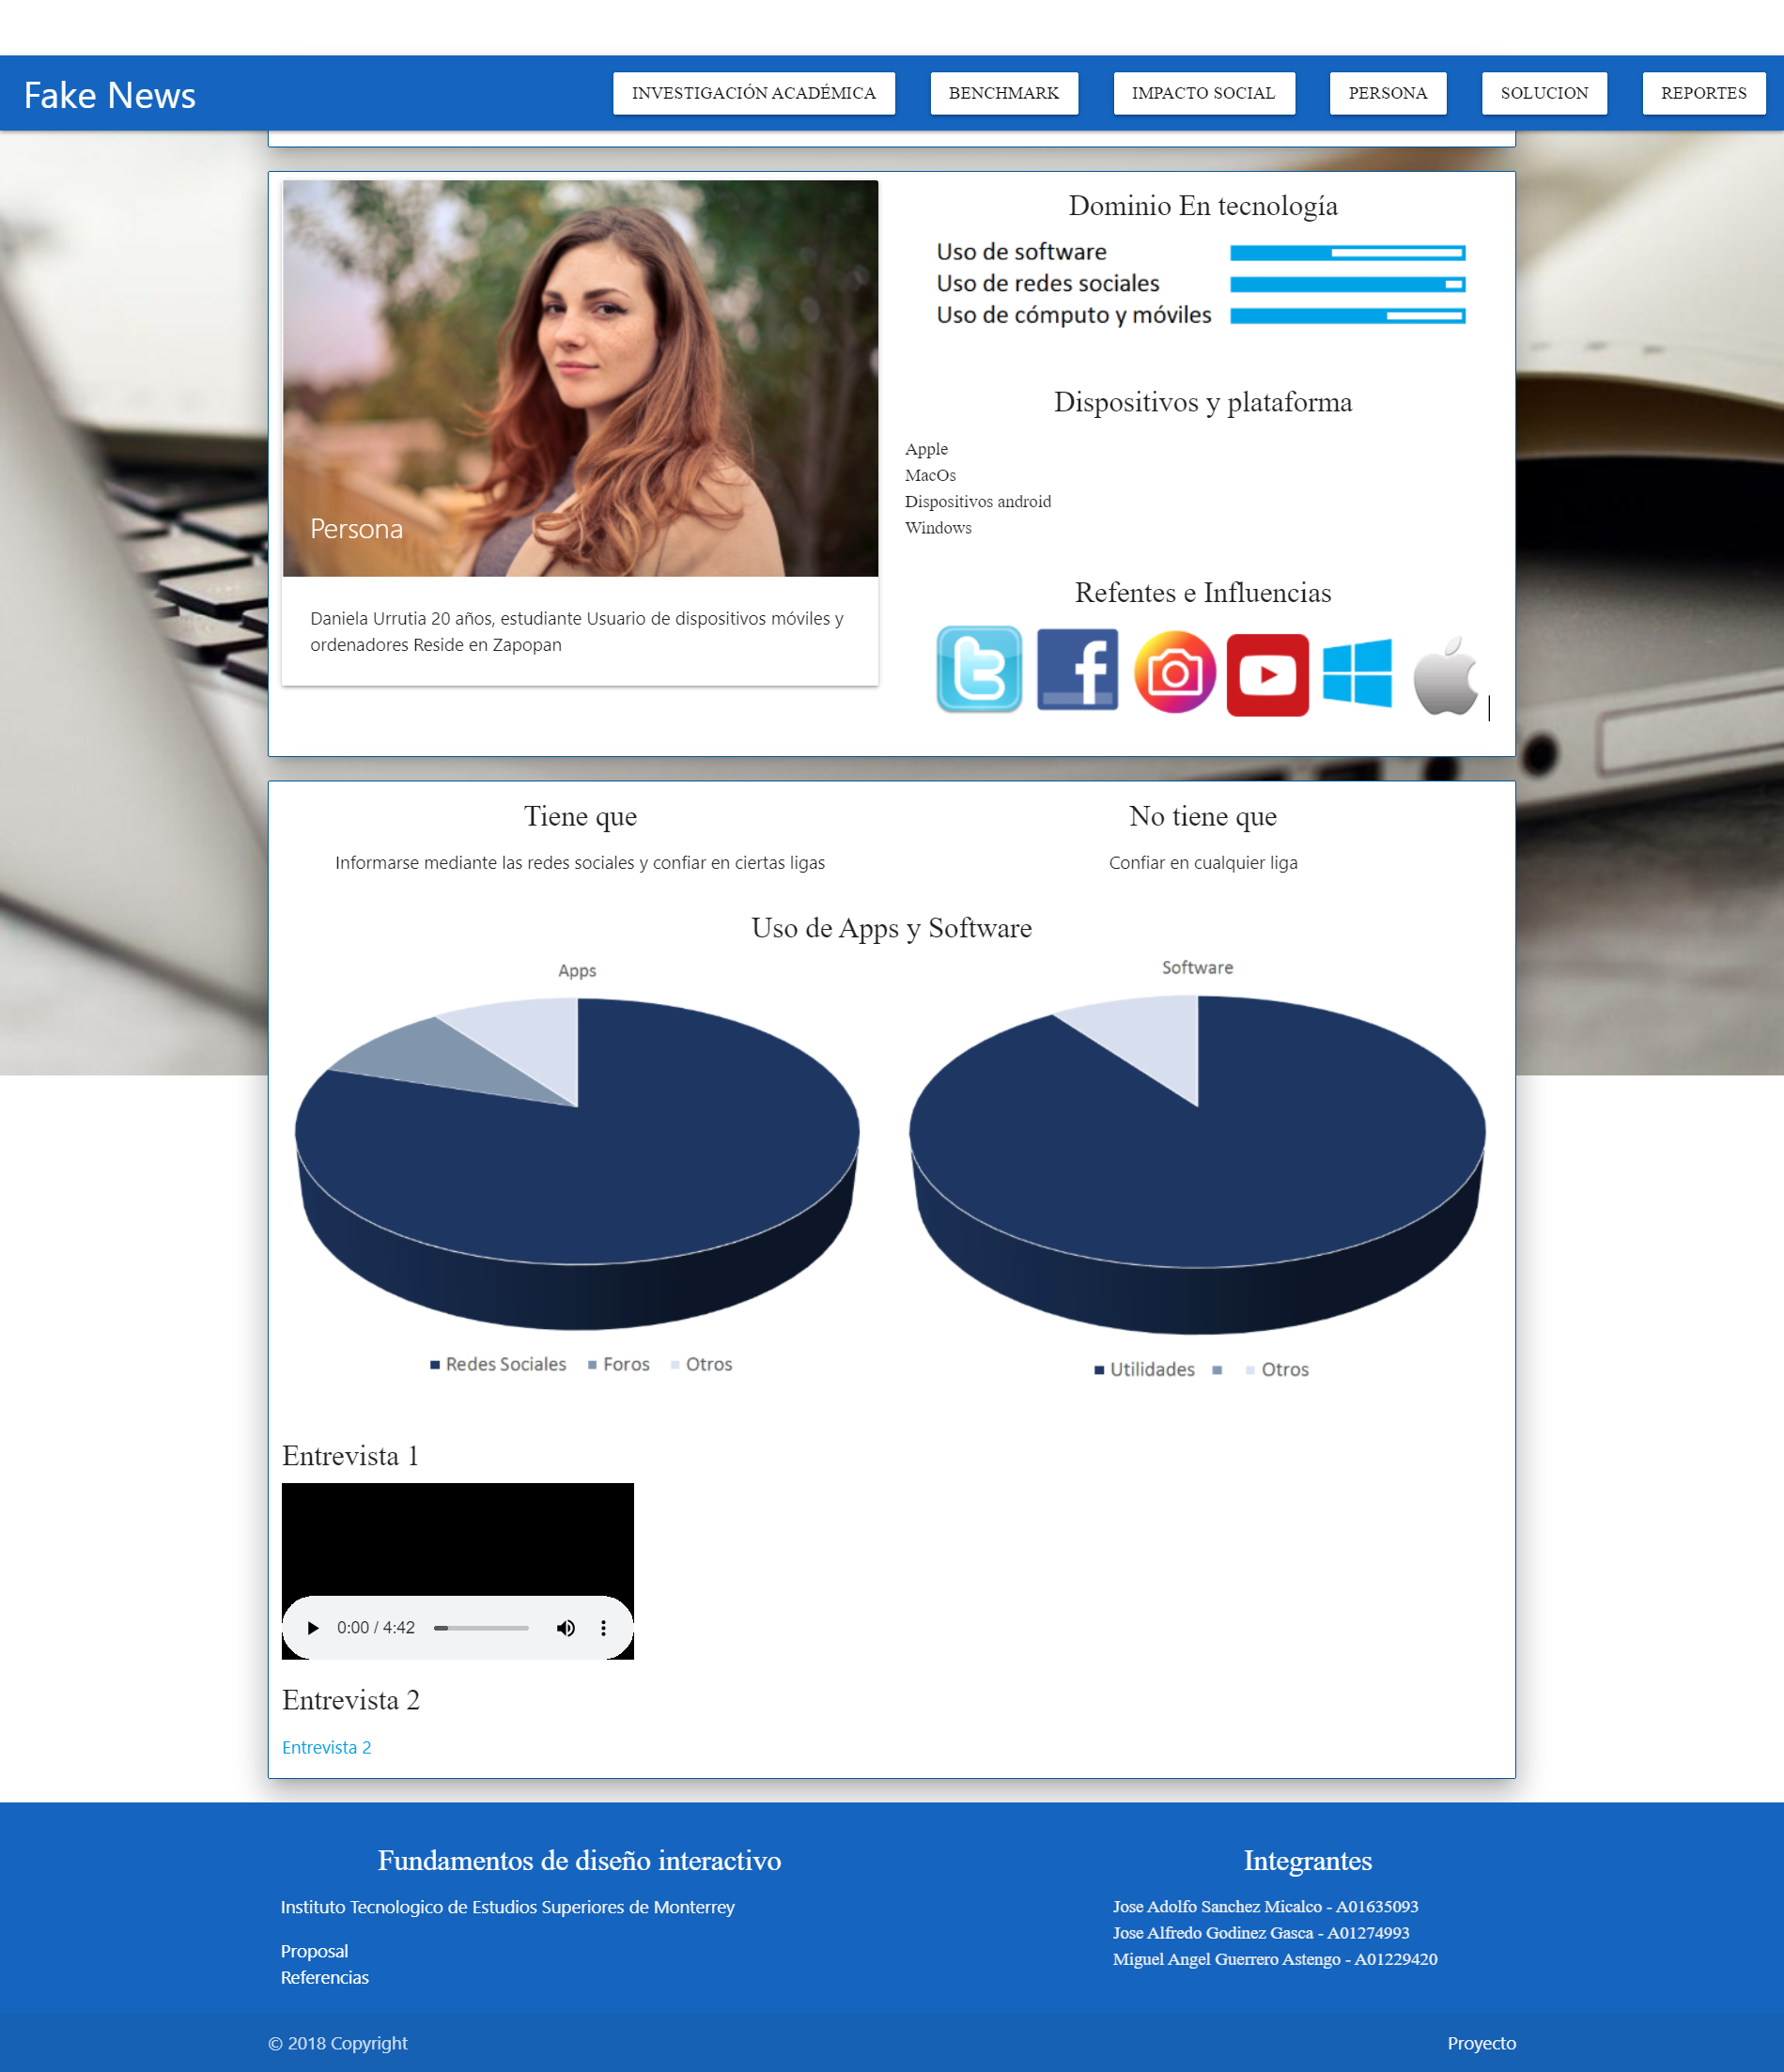 Fake News
INVESTIGACIÓN ACADÉMICA
BENCHMARK
IMPACTO SOCIAL
PERSONA
SOLUCION
REPORTES
Persona
Daniela Urrutia 20 años, estudiante Usuario de dispositivos móviles y
ordenadores Reside en Zapopan
Dominio En tecnología
Uso de software
Uso de redes sociales
Uso de cómputo y móviles
Dispositivos y plataforma
Apple
MacOs
Dispositivos android
Windows
Refentes e Influencias
Tiene que
Informarse mediante las redes sociales y confiar en ciertas ligas
No tiene que
Confiar en cualquier liga
Uso de Apps y Software
Apps
Redes Sociales Foros Otros
Software
Utilidades Otros
Entrevista 1
0:00 / 4:42
Entrevista 2
Entrevista 2
Fundamentos de diseño interactivo
Instituto Tecnologico de Estudios Superiores de Monterrey
Proposal
Referencias
Integrantes
Jose Adolfo Sanchez Micalco - A01635093
Jose Alfredo Godinez Gasca - A01274993
Miguel Angel Guerrero Astengo - A01229420
© 2018 Copyright
Proyecto